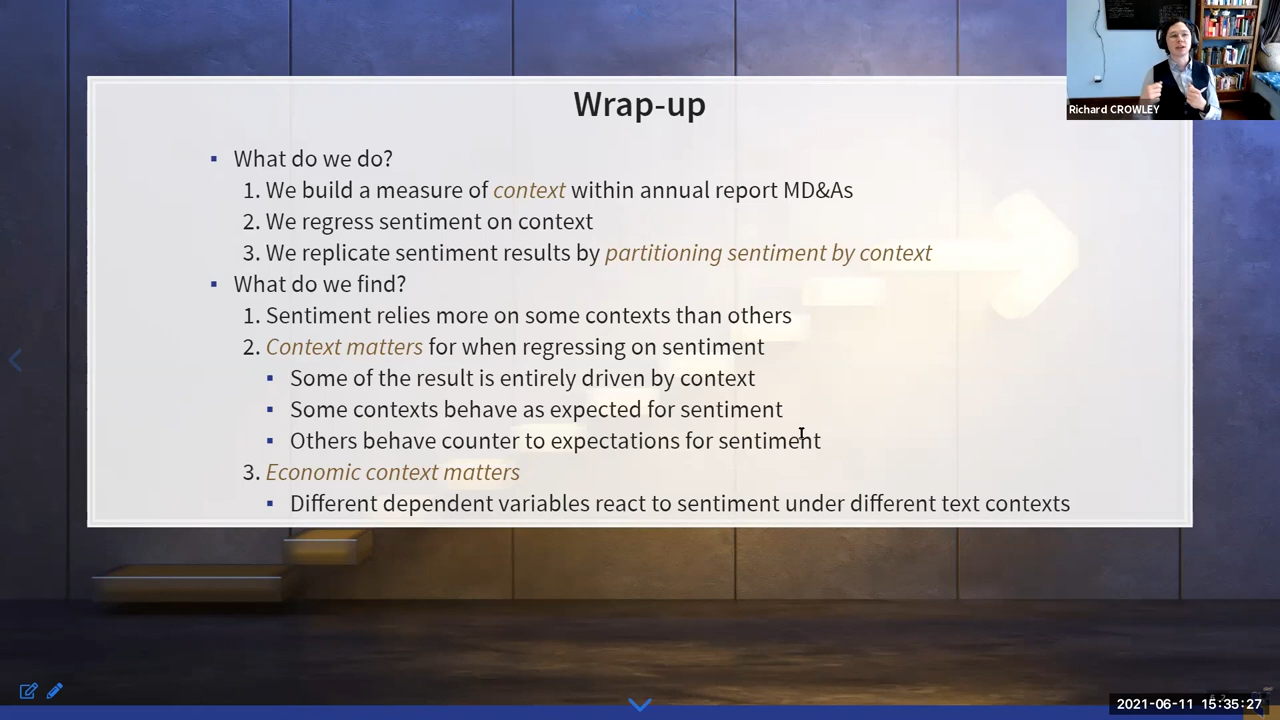 Wrap-up
Richard CROWLEY
▪ What do we do?
1. We build a measure of context within annual report MD&As
2. We regress sentiment on context
3. We replicate sentiment results by partitioning sentiment by context
▪ What do we find?
1. Sentiment relies more on some contexts than others
2. Context matters for when regressing on sentiment
▪ Some of the result is entirely driven by context
▪ Some contexts behave as expected for sentiment
▪ Others behave counter to expectations for sentiment
3. Economic context matters
▪ Different dependent variables react to sentiment under different text contexts
2021-06-11 15:35:27